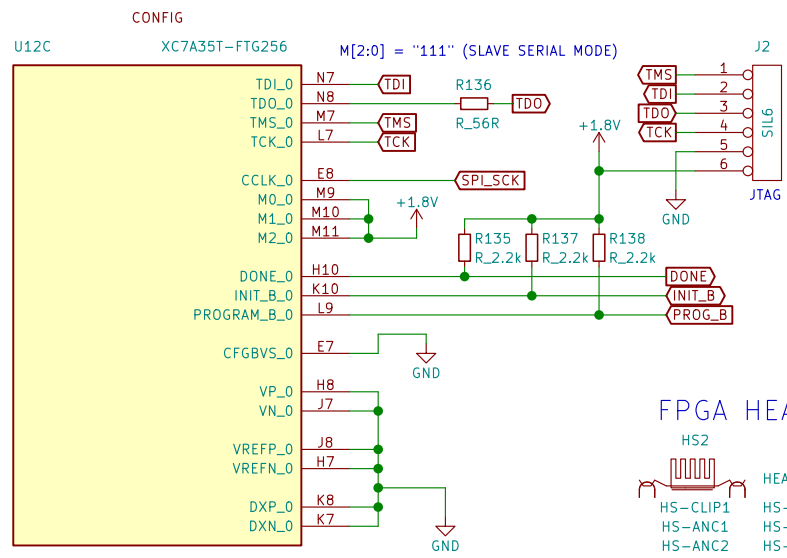 CONFIG
U12C XC7A35T-FTG256
M[2:0] = "111" (SLAVE SERIAL MODE)
J2
TDI_0 N7 TDI
TDO_0 N8 R136 TDO
R_56R
TMS_0 M7 TMS
TCK_0 L7 TCK
TMS 1
TDI 2
TDO 3
TCK 4
5
6
SIL6
JTAG
GND
+1.8V
CCLK_0 E8 SPI_SCK
M0_0 M9
M1_0 M10
M2_0 M11
+1.8V
R135 R137 R138
R_2.2k R_2.2k R_2.2k
DONE_0 H10 DONE
INIT_B_0 K10 INIT_B
PROGRAM_B_0 L9 PROG_B
CFGBVS_0 E7
GND
VP_0 H8
VN_0 J7
VREFP_0 J8
VREFN_0 H7
DXP_0 K8
DXN_0 K7
GND
FPGA HEA
HS2
HEA
HS-CLIP1 HS-
HS-ANC1 HS-
HS-ANC2 HS-